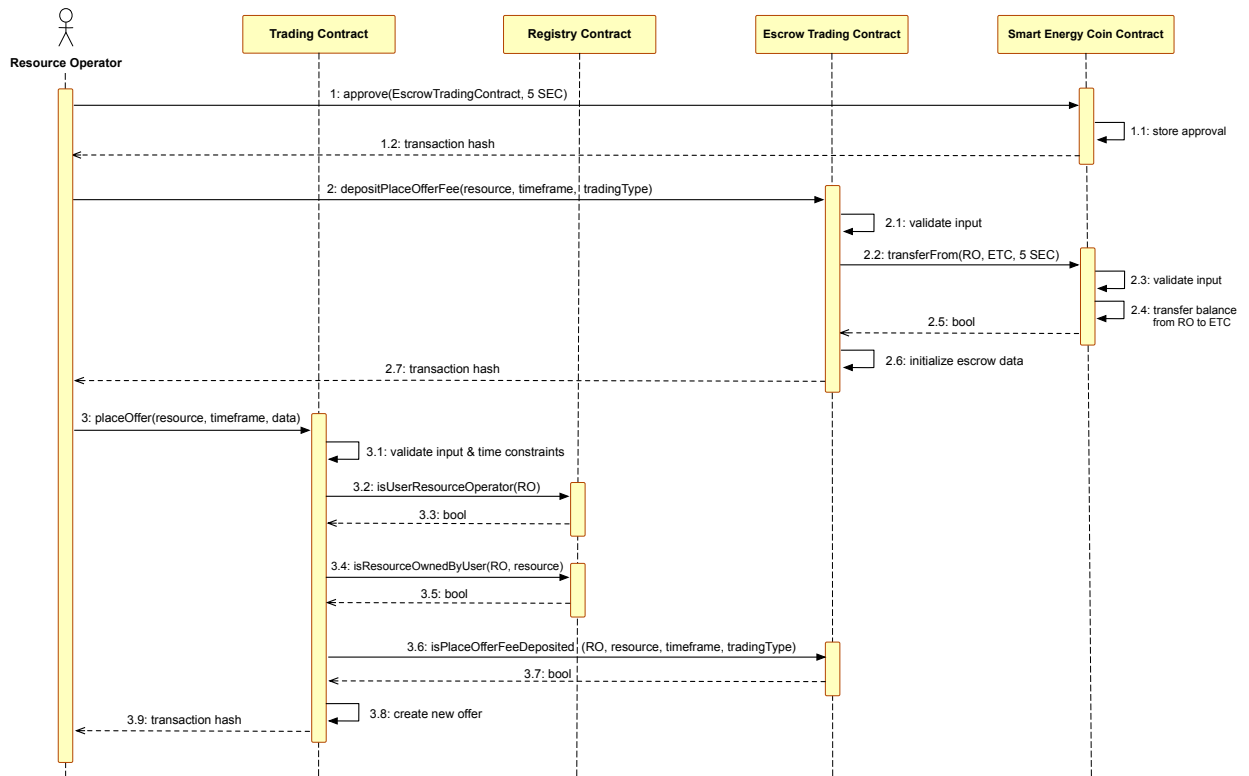 Resource Operator
Trading Contract
Registry Contract
Escrow Trading Contract
Smart Energy Coin Contract
1: approve(EscrowTradingContract, 5 SEC)
1.1: store approval
1.2: transaction hash
2: depositPlaceOfferFee(resource, timeframe, tradingType)
2.1: validate input
2.2: transferFrom(RO, ETC, 5 SEC)
2.3: validate input
2.4: transfer balance
from RO to ETC
2.5: bool
2.6: initialize escrow data
2.7: transaction hash
3: placeOffer(resource, timeframe, data)
3.1: validate input & time constraints
3.2: isUserResourceOperator(RO)
3.3: bool
3.4: isResourceOwnedByUser(RO, resource)
3.5: bool
3.6: isPlaceOfferFeeDeposited (RO, resource, timeframe, tradingType)
3.7: bool
3.8: create new offer
3.9: transaction hash